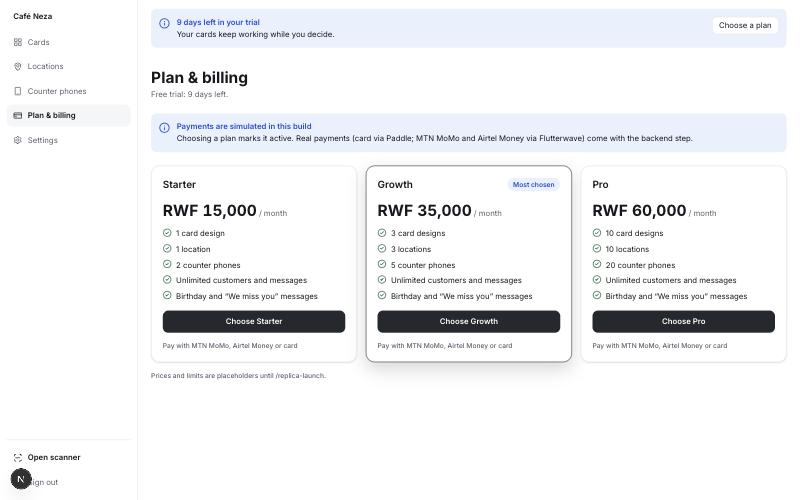 Café Neza
Cards
Locations
Counter phones
Plan & billing
Settings
Open scanner
N
ign out
9 days left in your trial
Your cards keep working while you decide.
Choose a plan
Plan & billing
Free trial: 9 days left.
Payments are simulated in this build
Choosing a plan marks it active. Real payments (card via Paddle; MTN MoMo and Airtel Money via Flutterwave) come with the backend step.
Starter
RWF 15,000 / month
1 card design
1 location
2 counter phones
Unlimited customers and messages
Birthday and “We miss you” messages
Choose Starter
Pay with MTN MoMo, Airtel Money or card
Growth
Most chosen
RWF 35,000 / month
3 card designs
3 locations
5 counter phones
Unlimited customers and messages
Birthday and “We miss you” messages
Choose Growth
Pay with MTN MoMo, Airtel Money or card
Pro
RWF 60,000 / month
10 card designs
10 locations
20 counter phones
Unlimited customers and messages
Birthday and “We miss you” messages
Choose Pro
Pay with MTN MoMo, Airtel Money or card
Prices and limits are placeholders until /replica-launch.